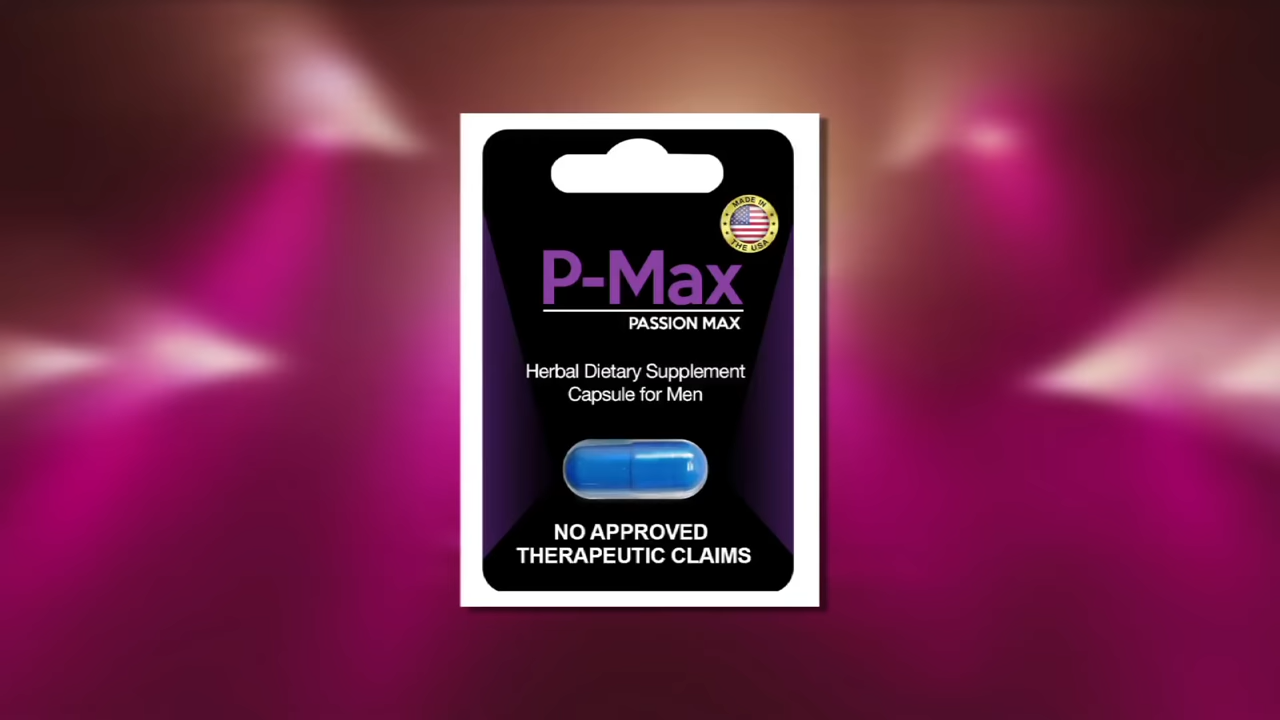 MADE IN
THE USA
P-Max
PASSION MAX
Herbal Dietary Supplement
Capsule for Men
NO APPROVED
THERAPEUTIC CLAIMS